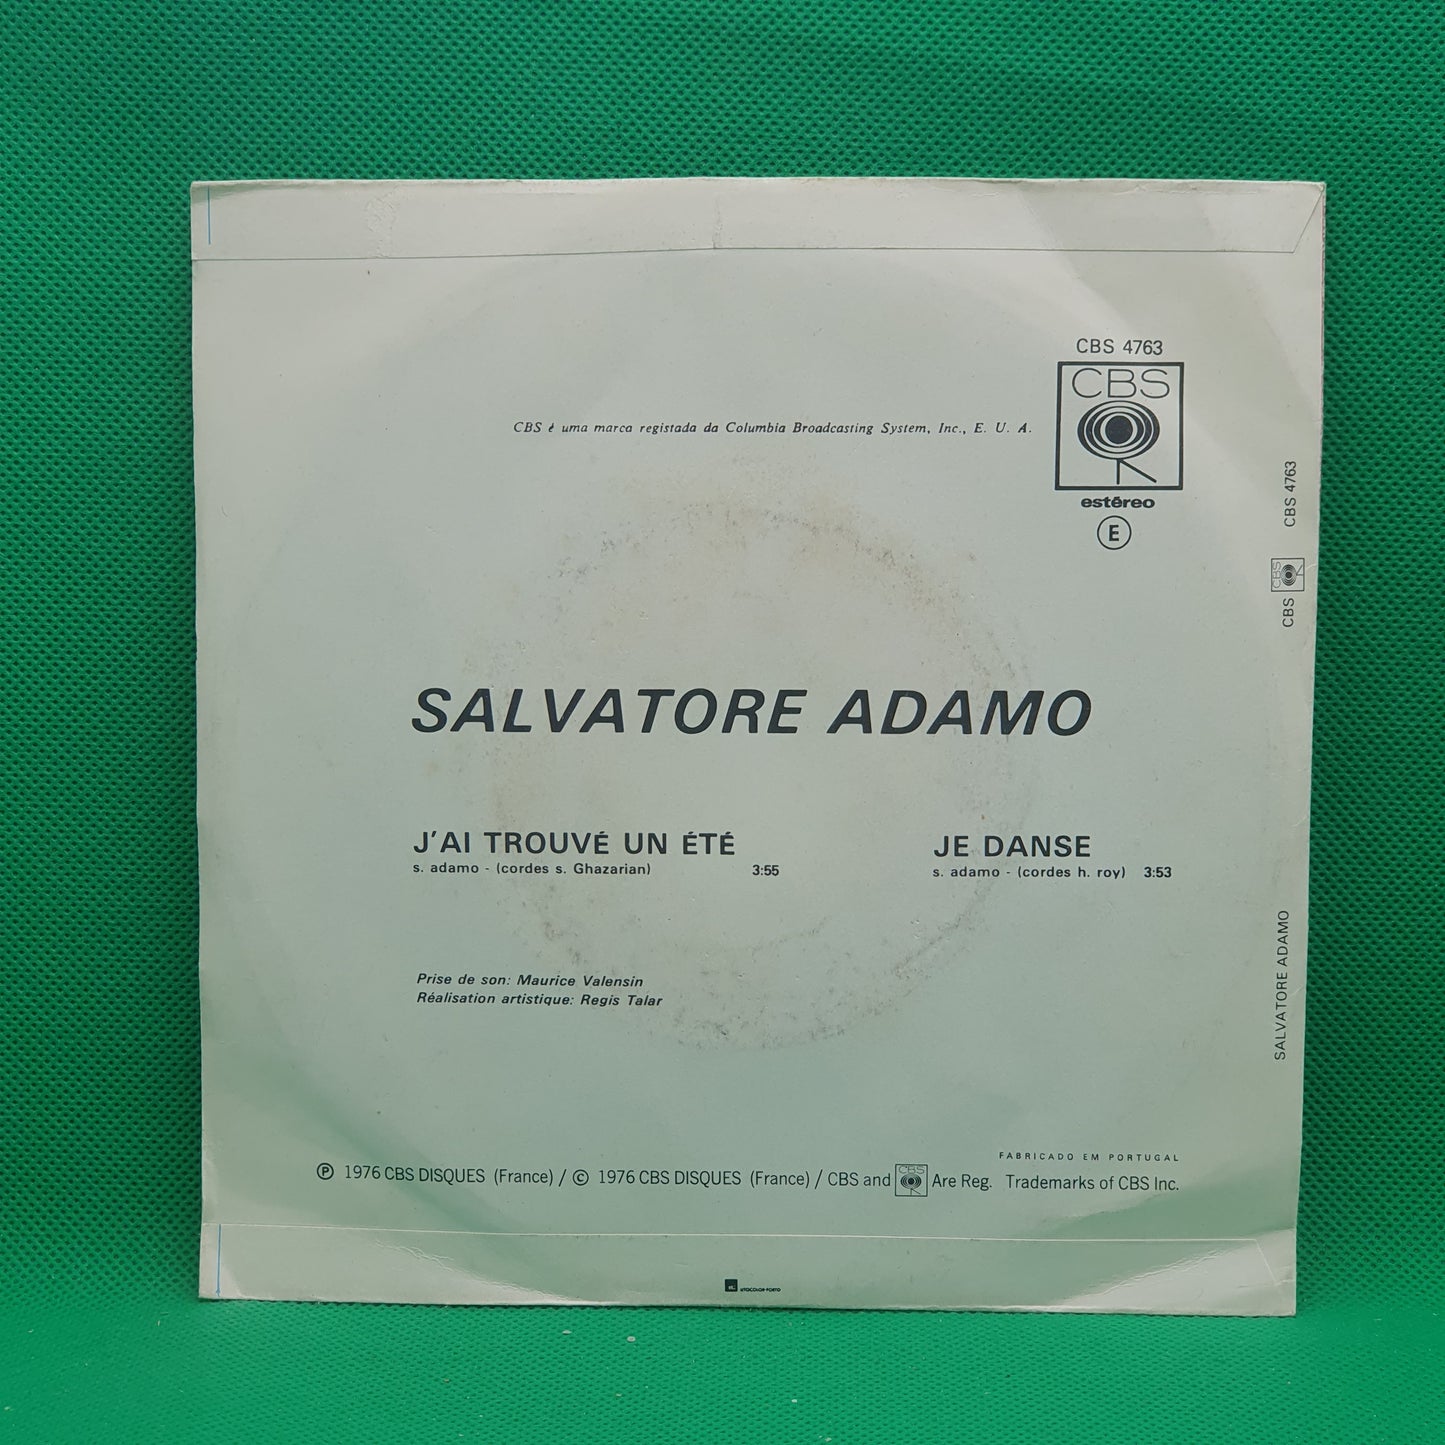 CBS 4763
CBS
CBS é uma marca registada da Columbia Broadcasting System, Inc., E. U. A.
estéreo
E
CBS 4763
CBS
CBS
SALVATORE ADAMO
J'AI TROUVÉ UN ÉTÉ
s. adamo - (cordes s. Ghazarian) 3:55
JE DANSE
s. adamo - (cordes h. roy) 3:53
SALVATORE ADAMO
Prise de son: Maurice Valensin
Réalisation artistique: Regis Talar
FABRICADO EM PORTUGAL
Ⓟ 1976 CBS DISQUES (France) / © 1976 CBS DISQUES (France) / CBS and CBS Are Reg. Trademarks of CBS Inc.